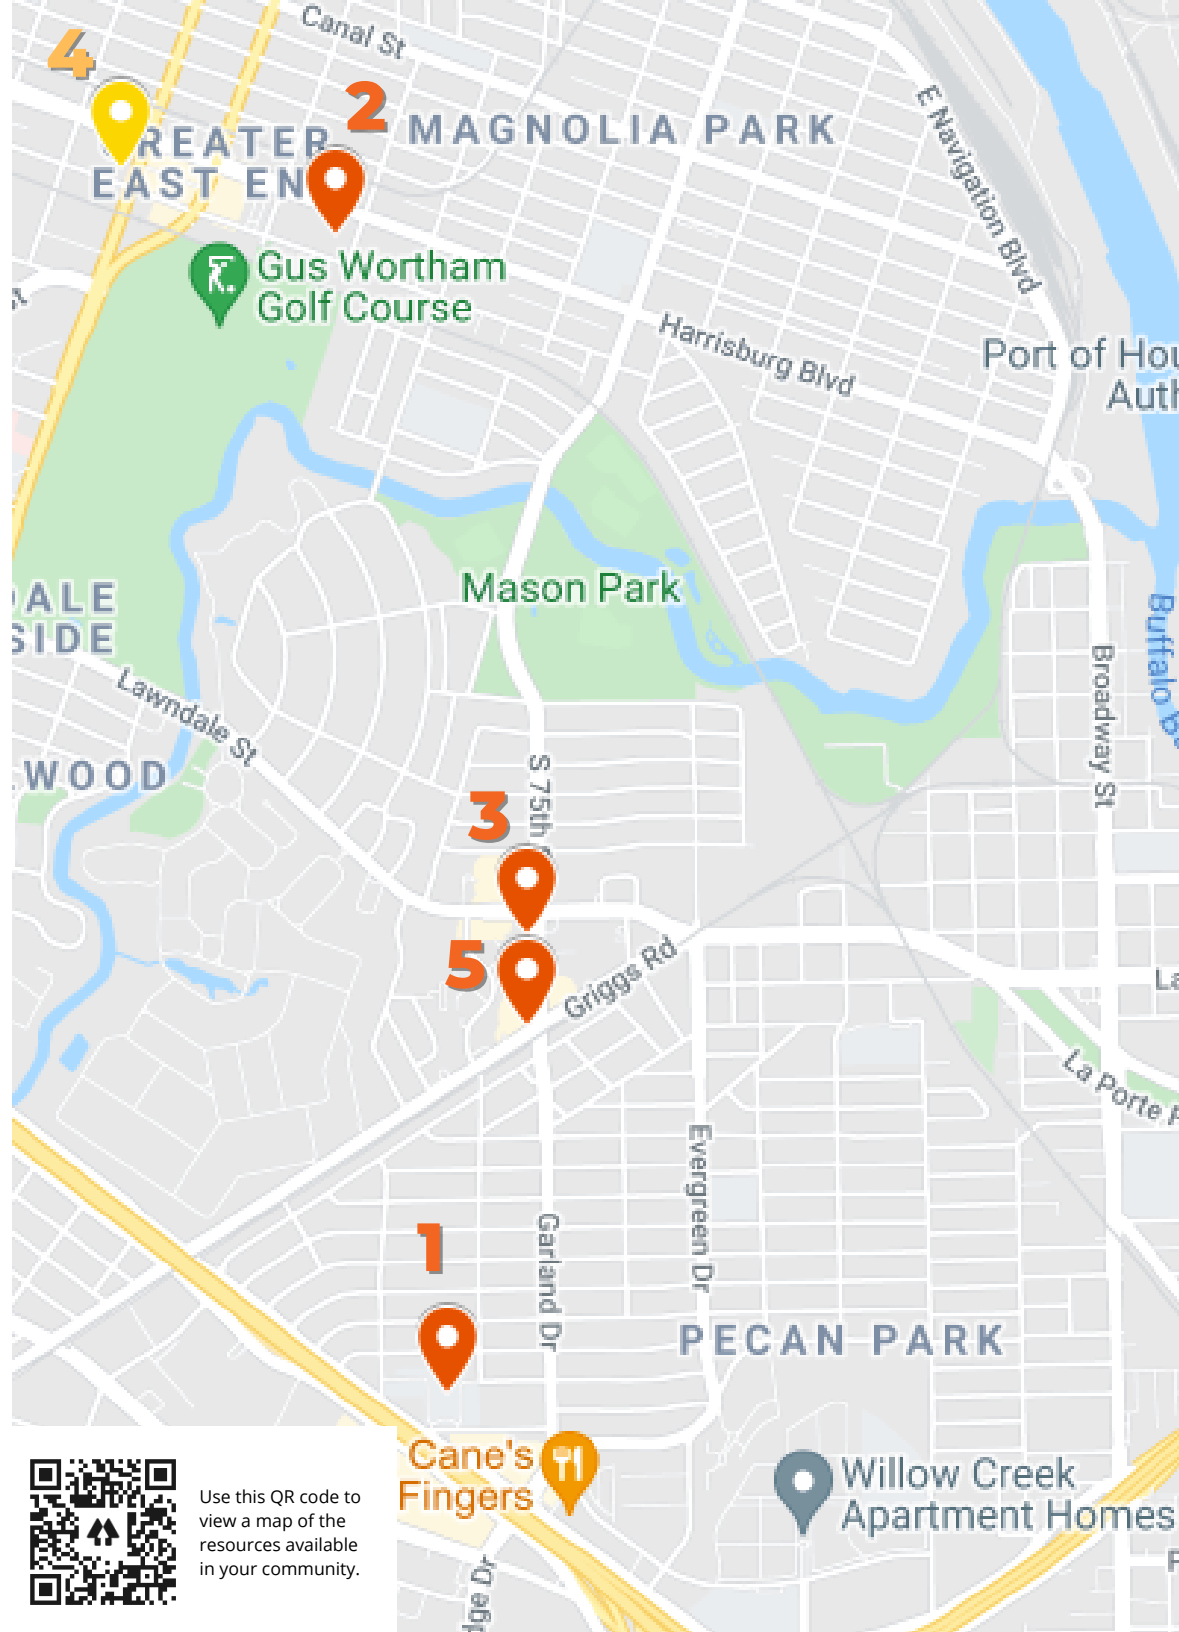 Canal St
4
2
MAGNOLIA PARK
E Navigation Blvd
REATER
EAST EN
Gus Wortham
Golf Course
Harrisburg Blvd
Port of Hou
Auth
Mason Park
ALE
SIDE
Buffalo Ba
Broadway St
Lawndale St
WOOD
S 75th
3
5
Griggs Rd
La
La Porte
Evergreen Dr
1
Garland Dr
PECAN PARK
Cane's
Fingers
Willow Creek
Apartment Homes
Use this QR code to
view a map of the
resources available
in your community.
dge Dr